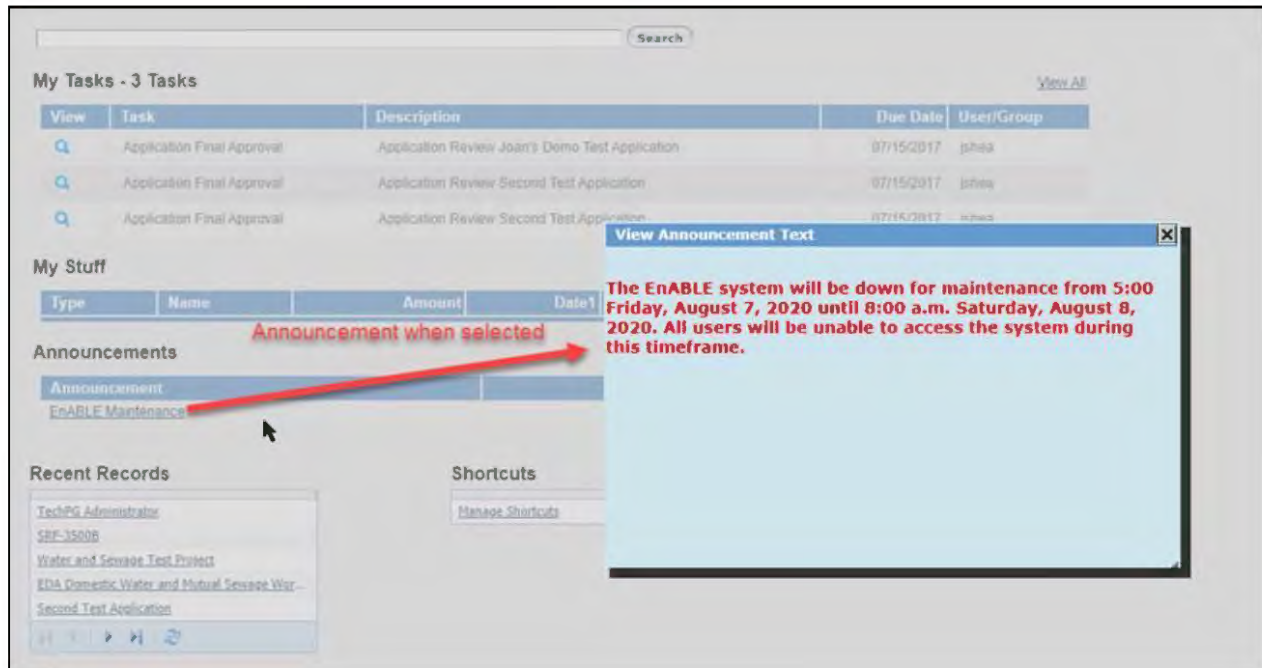 Search
My Tasks - 3 Tasks
View All
View Task Description Due Date User/Group
Application Final Approval Application Review Joan's Demo Test Application 07/15/2017 jshea
Application Final Approval Application Review Second Test Application 07/15/2017 jshea
Application Final Approval Application Review Second Test Application 07/15/2017 jshea
View Announcement Text
The EnABLE system will be down for maintenance from 5:00
Friday, August 7, 2020 until 8:00 a.m. Saturday, August 8,
2020. All users will be unable to access the system during
this timeframe.
My Stuff
Type Name Amount Date1
Announcement when selected
Announcements
Announcement
EnABLE Maintenance
Recent Records
TechPG Administrator
SRF-3500B
Water and Sewage Test Project
EDA Domestic Water and Mutual Sewage Wor...
Second Test Application
Shortcuts
Manage Shortcuts